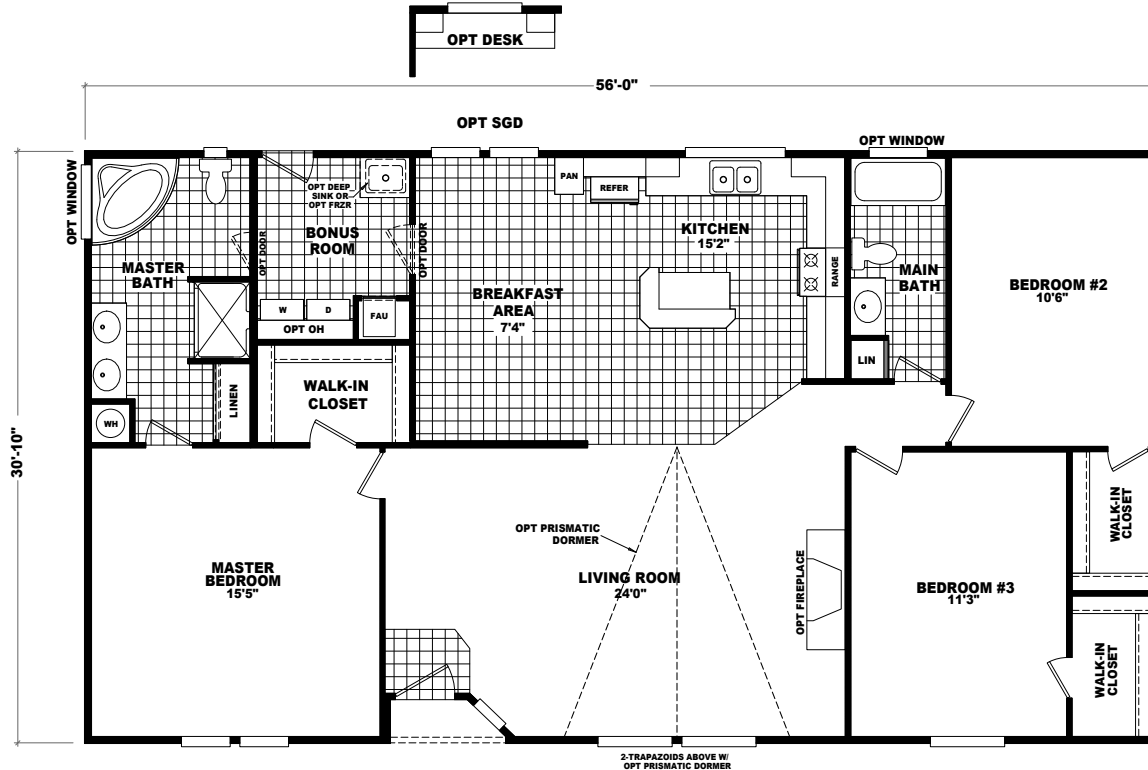 OPT DESK
56'-0"
OPT SGD
OPT WINDOW
OPT WINDOW
30'-10"
MASTER
BATH
OPT DOOR
OPT DEEP
SINK OR
OPT FRZR
BONUS
ROOM
OPT DOOR
W
D
OPT OH
FAU
PAN
REFER
KITCHEN
15'2"
RANGE
BREAKFAST
AREA
7'4"
MAIN
BATH
LIN
BEDROOM #2
10'6"
WALK-IN
CLOSET
LINEN
WH
MASTER
BEDROOM
15'5"
OPT PRISMATIC
DORMER
LIVING ROOM
24'0"
OPT FIREPLACE
BEDROOM #3
11'3"
WALK-IN
CLOSET
WALK-IN
CLOSET
2-TRAPAZOIDS ABOVE W/
OPT PRISMATIC DORMER